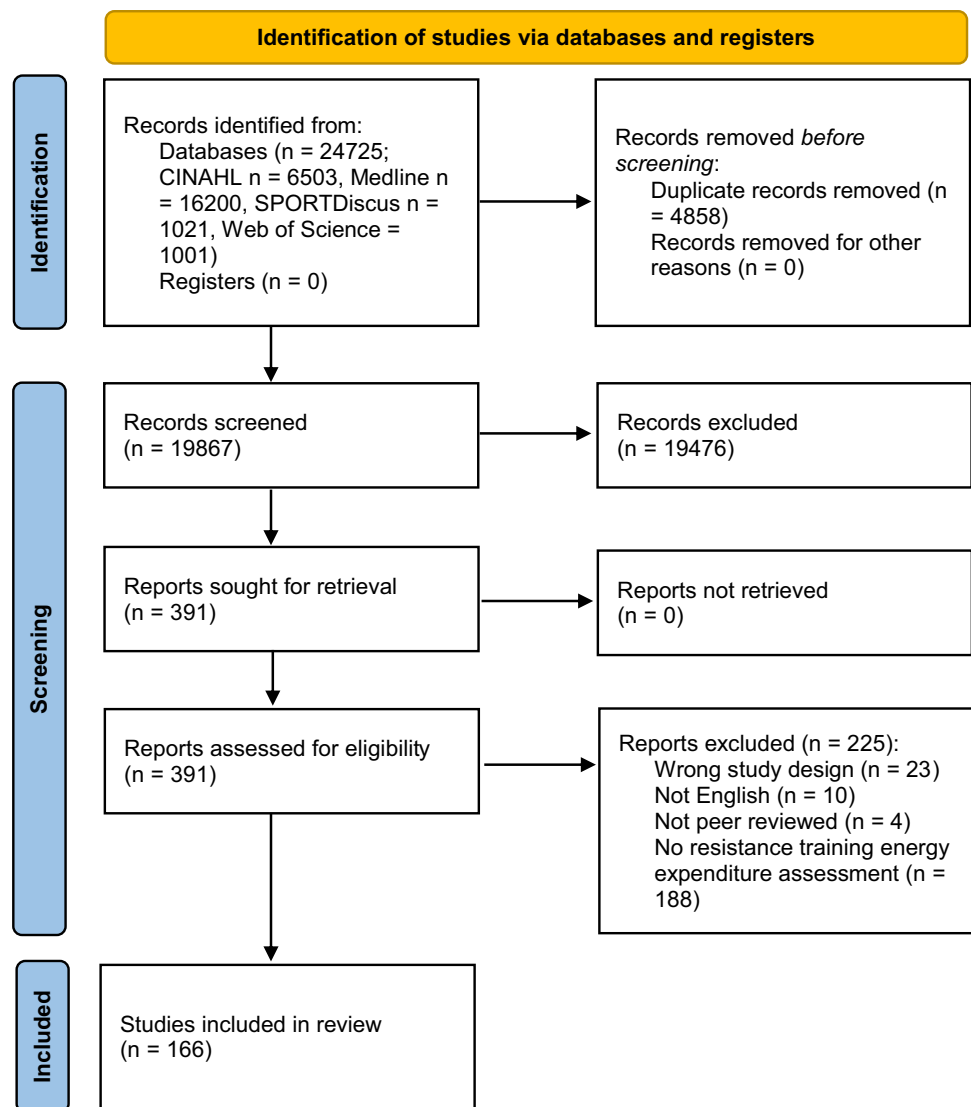 Identification of studies via databases and registers
Identification
Records identified from:
Databases (n = 24725;
CINAHL n = 6503, Medline n
= 16200, SPORTDiscus n =
1021, Web of Science =
1001)
Registers (n = 0)
Records removed before
screening:
Duplicate records removed (n
= 4858)
Records removed for other
reasons (n = 0)
Screening
Records screened
(n = 19867)
Records excluded
(n = 19476)
Reports sought for retrieval
(n = 391)
Reports not retrieved
(n = 0)
Reports assessed for eligibility
(n = 391)
Reports excluded (n = 225):
Wrong study design (n = 23)
Not English (n = 10)
Not peer reviewed (n = 4)
No resistance training energy
expenditure assessment (n =
188)
Included
Studies included in review
(n = 166)